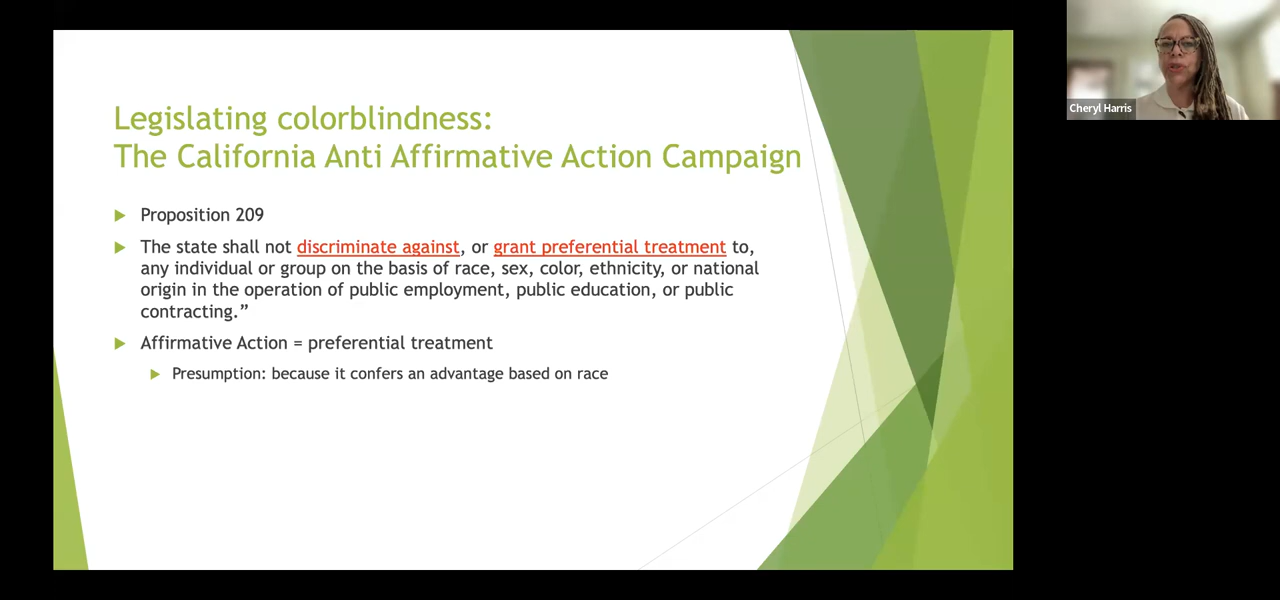 Legislating colorblindness:
The California Anti Affirmative Action Campaign
Proposition 209
The state shall not discriminate against, or grant preferential treatment to,
any individual or group on the basis of race, sex, color, ethnicity, or national
origin in the operation of public employment, public education, or public
contracting.”
Affirmative Action = preferential treatment
Presumption: because it confers an advantage based on race
Cheryl Harris